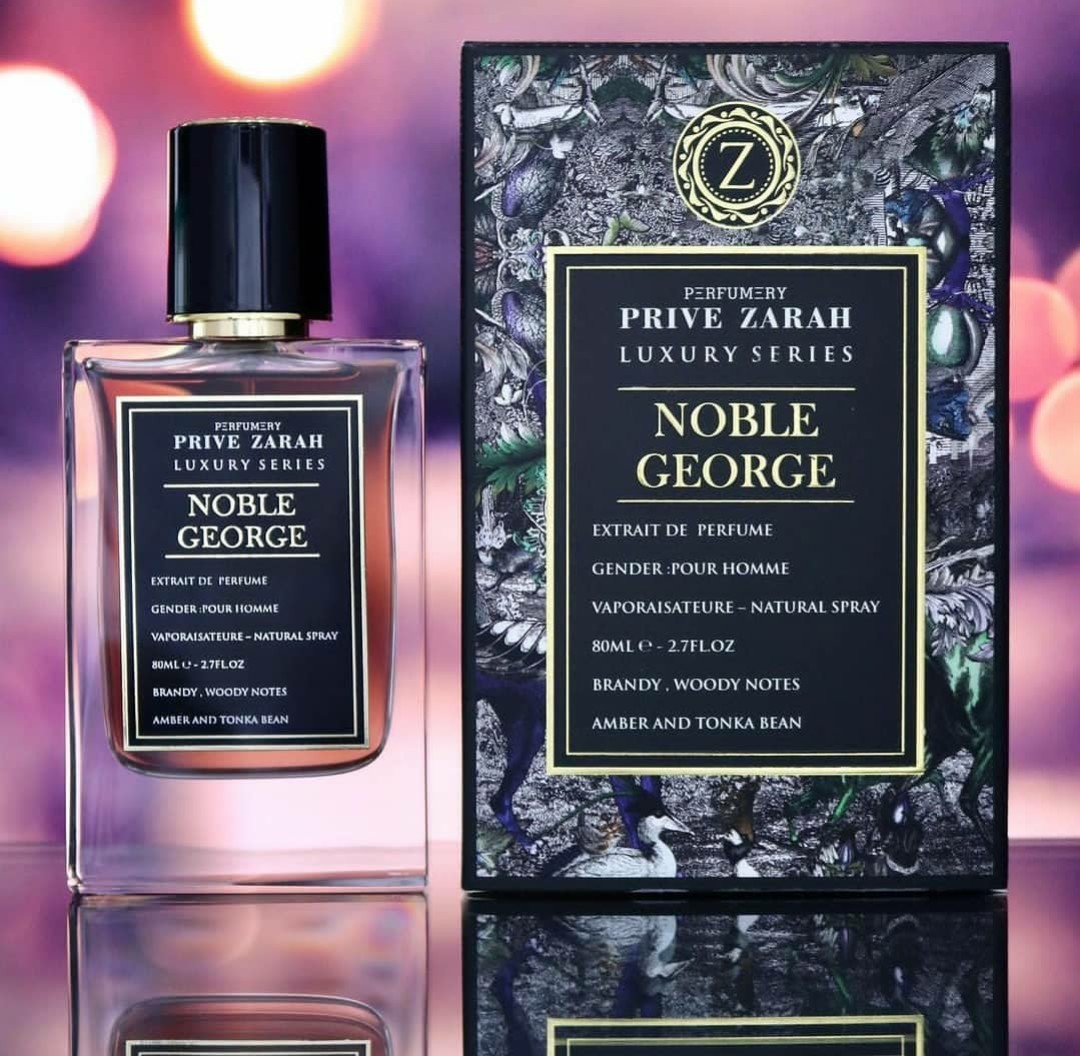 PERFUMERY
PRIVE ZARAH
LUXURY SERIES
NOBLE
GEORGE
EXTRAIT DE PERFUME
GENDER :POUR HOMME
VAPORAISATEURE – NATURAL SPRAY
80ML ℮ - 2.7FL.OZ
BRANDY , WOODY NOTES
AMBER AND TONKA BEAN
Z
PERFUMERY
PRIVE ZARAH
LUXURY SERIES
NOBLE
GEORGE
EXTRAIT DE PERFUME
GENDER :POUR HOMME
VAPORAISATEURE – NATURAL SPRAY
80ML ℮ - 2.7FL.OZ
BRANDY , WOODY NOTES
AMBER AND TONKA BEAN